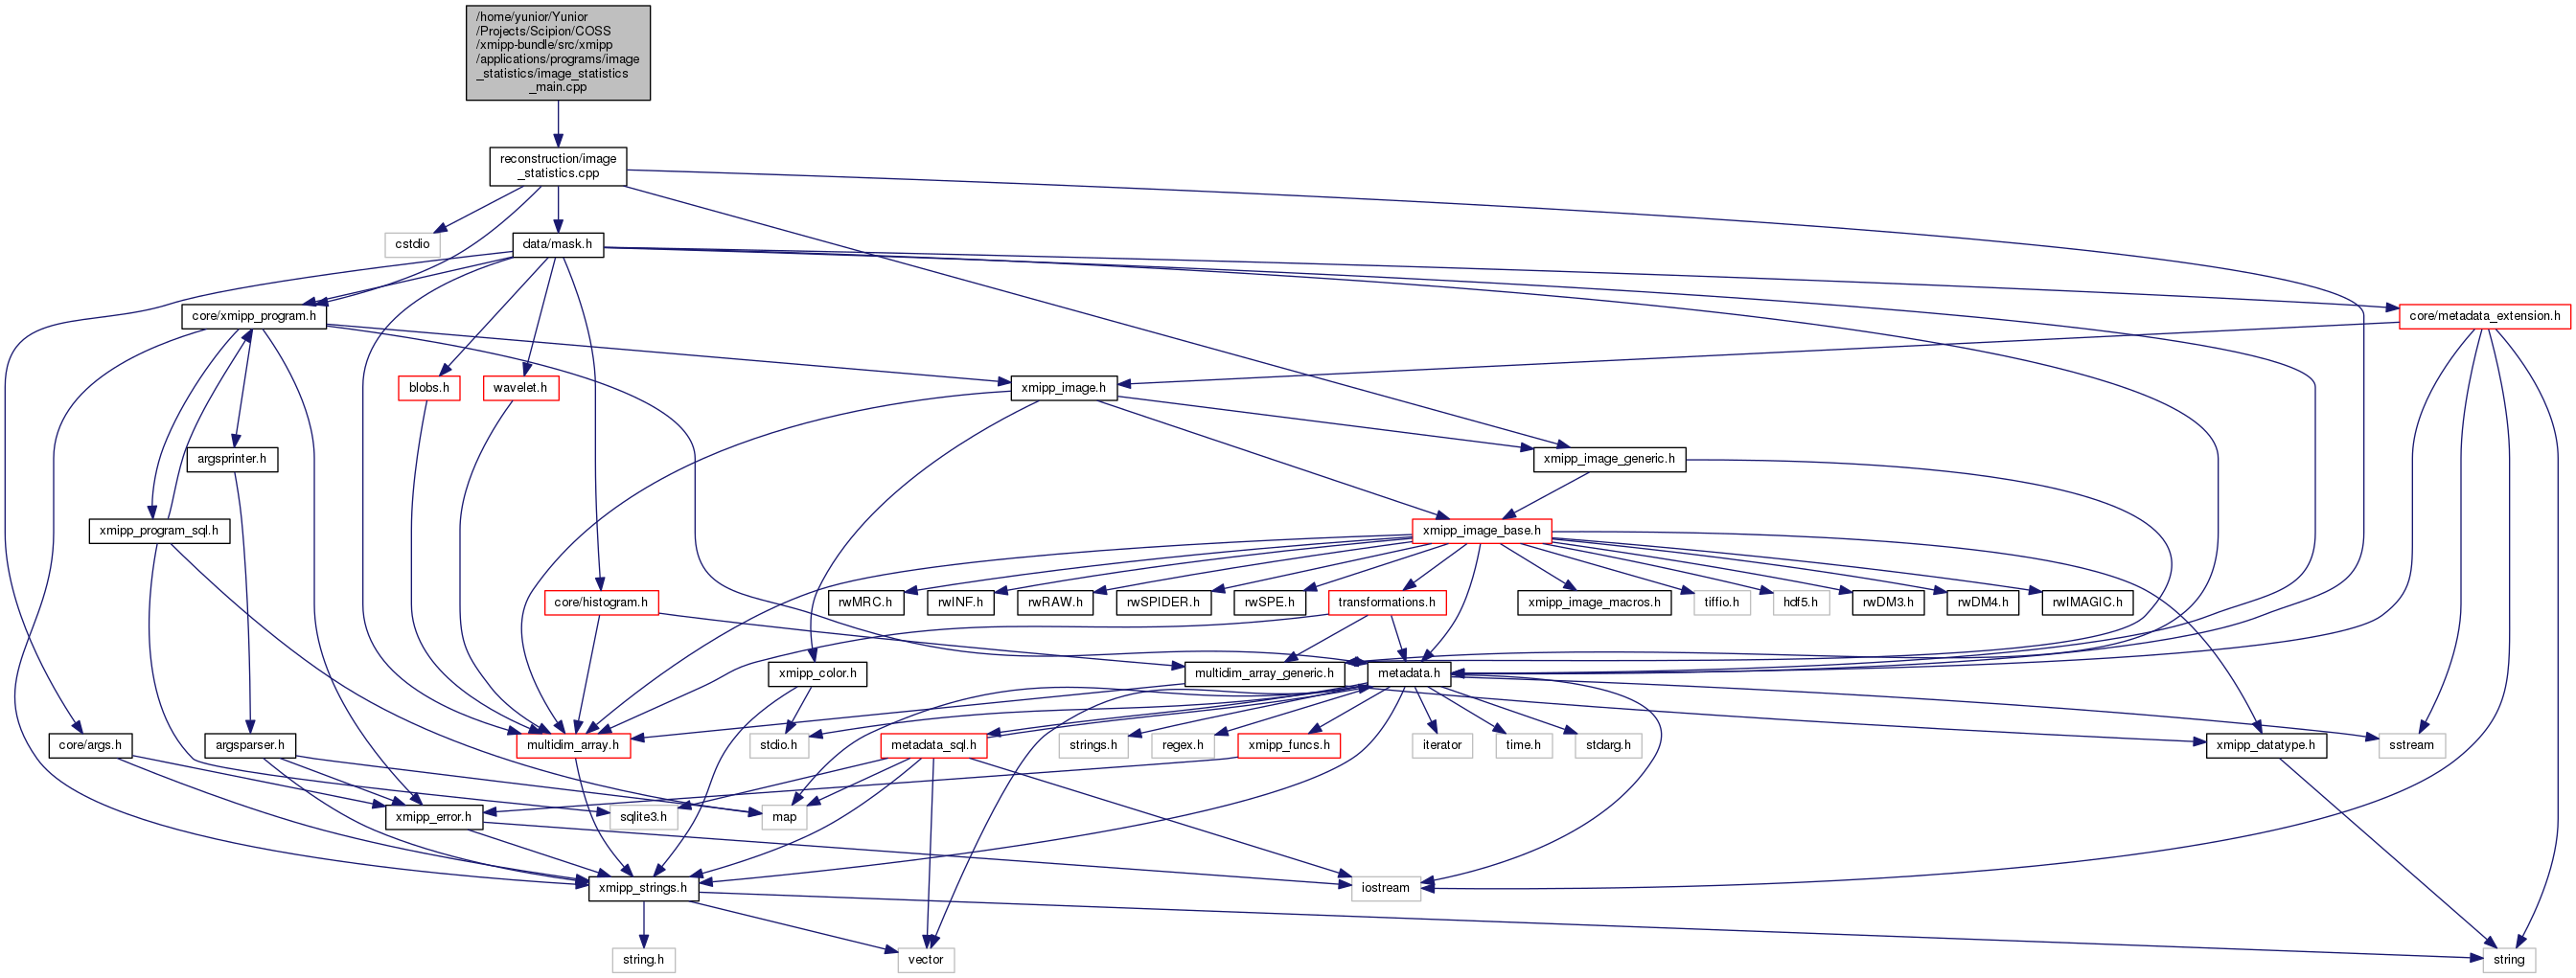 /home/yunior/Yunior
/Projects/Scipion/COSS
/xmipp-bundle/src/xmipp
/applications/programs/image
_statistics/image_statistics
_main.cpp
reconstruction/image
_statistics.cpp
cstdio
data/mask.h
core/xmipp_program.h
core/metadata_extension.h
blobs.h
wavelet.h
xmipp_image.h
argsprinter.h
xmipp_image_generic.h
xmipp_program_sql.h
xmipp_image_base.h
core/histogram.h
rwMRC.h
rwINF.h
rwRAW.h
rwSPIDER.h
rwSPE.h
transformations.h
xmipp_image_macros.h
tiffio.h
hdf5.h
rwDM3.h
rwDM4.h
rwIMAGIC.h
xmipp_color.h
multidim_array_generic.h
metadata.h
core/args.h
argsparser.h
multidim_array.h
stdio.h
metadata_sql.h
strings.h
regex.h
xmipp_funcs.h
iterator
time.h
stdarg.h
xmipp_datatype.h
sstream
xmipp_error.h
sqlite3.h
map
xmipp_strings.h
iostream
string.h
vector
string